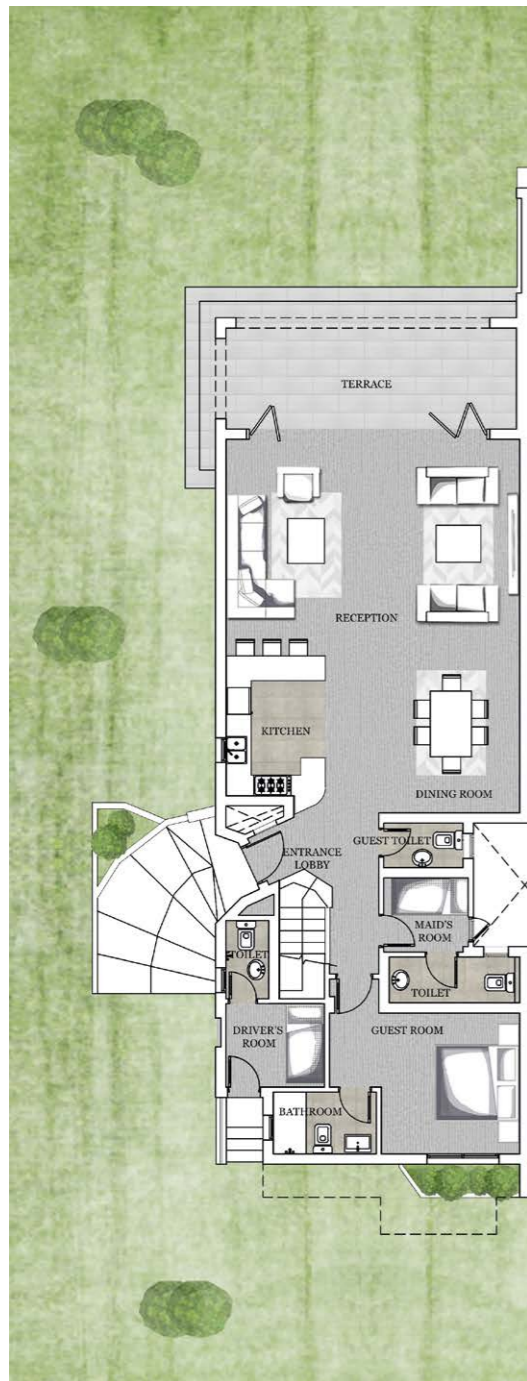 TERRACE
RECEPTION
KITCHEN
DINING ROOM
GUEST TOILET
ENTRANCE
LOBBY
MAID'S
ROOM
TOILET
TOILET
DRIVER'S
ROOM
GUEST ROOM
BATHROOM